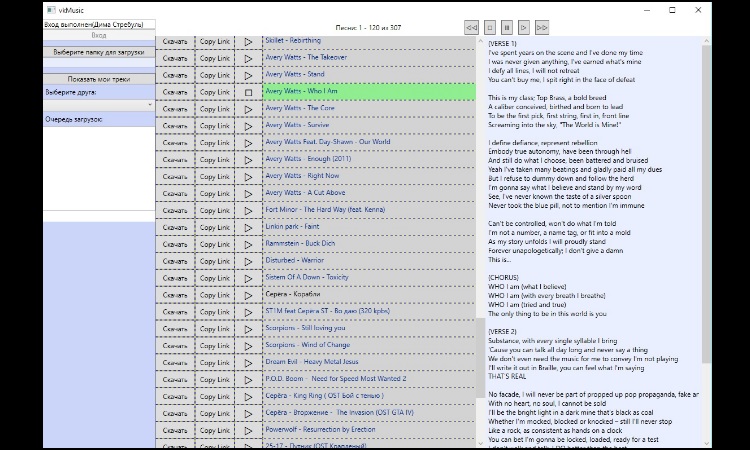 vkMusic
Вход выполнен(Дима Стребуль)
Вход
Выберите папку для загрузки
Показать мои треки
Выберите друга:
Очередь загрузок:
Песни: 1 - 120 из 307
Скачать Copy Link Skillet - Rebirthing
Скачать Copy Link Avery Watts - The Takeover
Скачать Copy Link Avery Watts - Stand
Скачать Copy Link Avery Watts - Who I Am
Скачать Copy Link Avery Watts - The Core
Скачать Copy Link Avery Watts - Survive
Скачать Copy Link Avery Watts Feat. Day-Shawn - Our World
Скачать Copy Link Avery Watts - Enough (2011)
Скачать Copy Link Avery Watts - Right Now
Скачать Copy Link Avery Watts - A Cut Above
Скачать Copy Link Fort Minor - The Hard Way (feat. Kenna)
Скачать Copy Link Linkin park - Faint
Скачать Copy Link Rammstein - Buck Dich
Скачать Copy Link Disturbed - Warrior
Скачать Copy Link Sistem Of A Down - Toxicity
Скачать Copy Link Серёга - Корабли
Скачать Copy Link ST1M feat Серёга ST - Во даю (320 kpbs)
Скачать Copy Link Scorpions - Still loving you
Скачать Copy Link Scorpions - Wind of Change
Скачать Copy Link Dream Evil - Heavy Metal Jesus
Скачать Copy Link P.O.D. Boom - Need for Speed Most Wanted 2
Скачать Copy Link Серёга - King Ring ( OST Бой с тенью )
Скачать Copy Link Серёга - Вторжение - The Invasion (OST GTA IV)
Скачать Copy Link Powerwolf - Resurrection by Erection
Скачать Copy Link 25-17 - Путник (OST Краплёный)
(VERSE 1)
I've spent years on the scene and I've done my time
I was never given anything, I've earned what's mine
I defy all lines, I will not retreat
You can't buy me, I spit right in the face of defeat
This is my class; Top Brass, a bold breed
A caliber conceived, birthed and born to lead
To be the first pick, first string, first in, front line
Screaming into the sky, "The World is Mine!"
I define defiance, represent rebellion
Embody true autonomy, have been through hell
And still do what I choose, been battered and bruised
Yeah I've taken many beatings and gladly paid all my dues
But I refuse to dummy down and follow the herd
I'm gonna say what I believe and stand by my word
See, I've never known the taste of a silver spoon
Never took the blue pill, not to mention I'm immune
Can't be controlled, won't do what I'm told
I'm not a number, a name tag, or fit into a mold
As my story unfolds I will proudly stand
Forever unapologetically; I don't give a damn
This is...
(CHORUS)
WHO I am (what I believe)
WHO I am (with every breath I breathe)
WHO I am (tried and true)
The only thing to be in this world is you
(VERSE 2)
Substance, with every single syllable I bring
'Cause you can talk all day long and never say a thing
We don't even need the music for me to convey I'm not playing
I'll write it out in Braille, you can feel what I'm saying
THAT'S REAL
No facade, I will never be part of propped up pop propaganda, fake ar
With no heart, no soul, I cannot be sold
I'll be the bright light in a dark mine that's black as coal
Whether I'm mocked, blocked or knocked – still I'll never stop
Like a rock, as consistent as hands on a clock
You can bet I'm gonna be locked, loaded, ready for a test